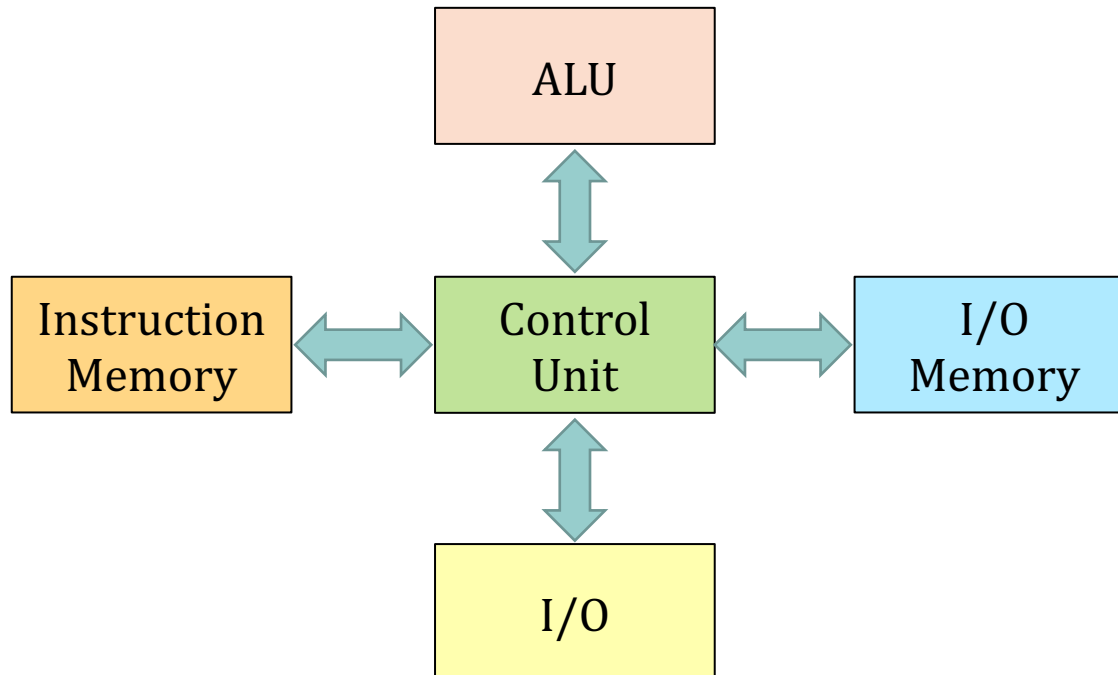 ALU
Instruction
Memory
Control
Unit
I/O
Memory
I/O